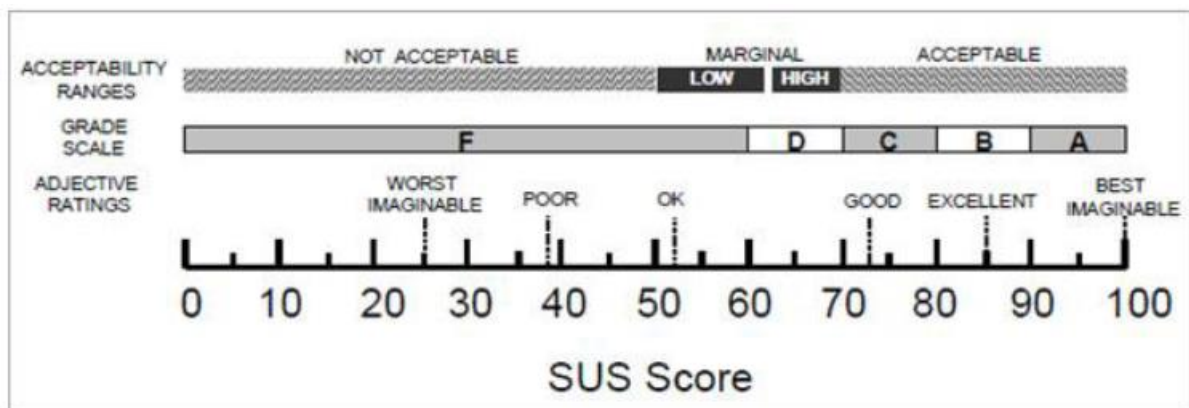 NOT ACCEPTABLE MARGINAL ACCEPTABLE
ACCEPTABILITY RANGES
LOW HIGH
GRADE SCALE
F D C B A
ADJECTIVE RATINGS
WORST IMAGINABLE
POOR
OK
GOOD
EXCELLENT
BEST IMAGINABLE
0 10 20 30 40 50 60 70 80 90 100
SUS Score